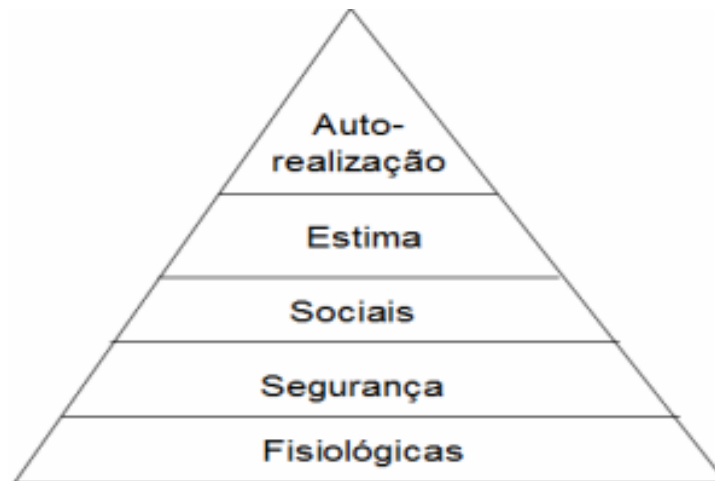 Auto-
realização
Estima
Sociais
Segurança
Fisiológicas